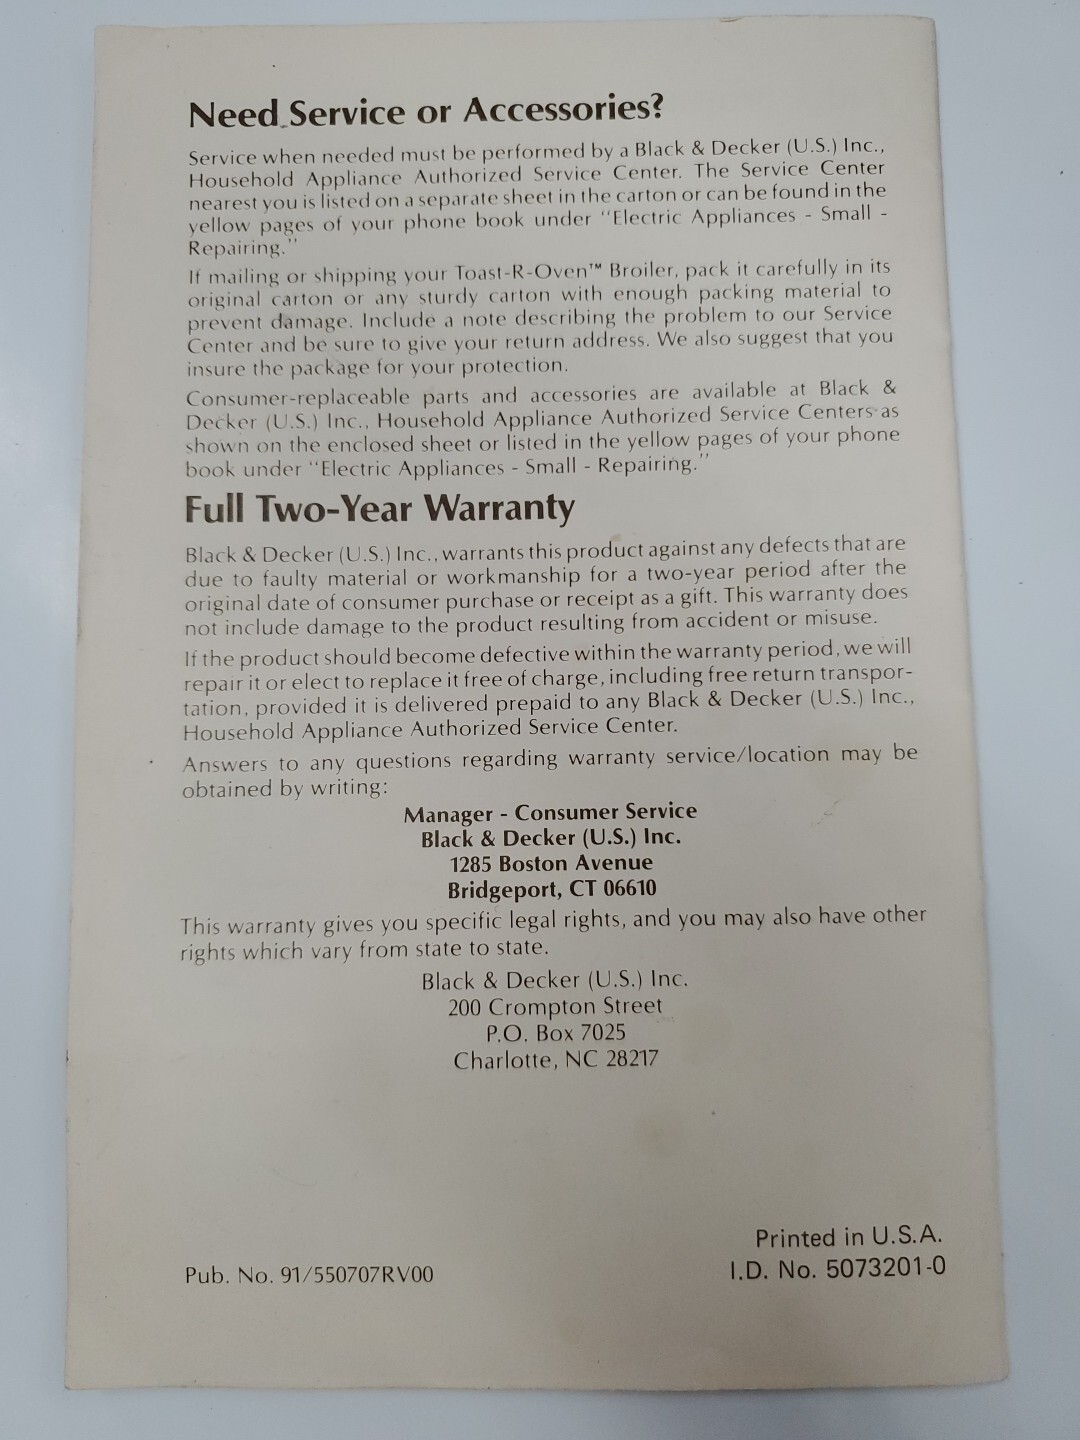 Need Service or Accessories?
Service when needed must be performed by a Black & Decker (U.S.) Inc.,
Household Appliance Authorized Service Center. The Service Center
nearest you is listed on a separate sheet in the carton or can be found in the
yellow pages of your phone book under "Electric Appliances - Small -
Repairing."
If mailing or shipping your Toast-R-Oven™ Broiler, pack it carefully in its
original carton or any sturdy carton with enough packing material to
prevent damage. Include a note describing the problem to our Service
Center and be sure to give your return address. We also suggest that you
insure the package for your protection.
Consumer-replaceable parts and accessories are available at Black &
Decker (U.S.) Inc., Household Appliance Authorized Service Centers as
shown on the enclosed sheet or listed in the yellow pages of your phone
book under "Electric Appliances - Small - Repairing."
Full Two-Year Warranty
Black & Decker (U.S.) Inc., warrants this product against any defects that are
due to faulty material or workmanship for a two-year period after the
original date of consumer purchase or receipt as a gift. This warranty does
not include damage to the product resulting from accident or misuse.
If the product should become defective within the warranty period, we will
repair it or elect to replace it free of charge, including free return transpor-
tation, provided it is delivered prepaid to any Black & Decker (U.S.) Inc.,
Household Appliance Authorized Service Center.
Answers to any questions regarding warranty service/location may be
obtained by writing:
Manager - Consumer Service
Black & Decker (U.S.) Inc.
1285 Boston Avenue
Bridgeport, CT 06610
This warranty gives you specific legal rights, and you may also have other
rights which vary from state to state.
Black & Decker (U.S.) Inc.
200 Crompton Street
P.O. Box 7025
Charlotte, NC 28217
Printed in U.S.A.
Pub. No. 91/550707RV00
I.D. No. 5073201-0